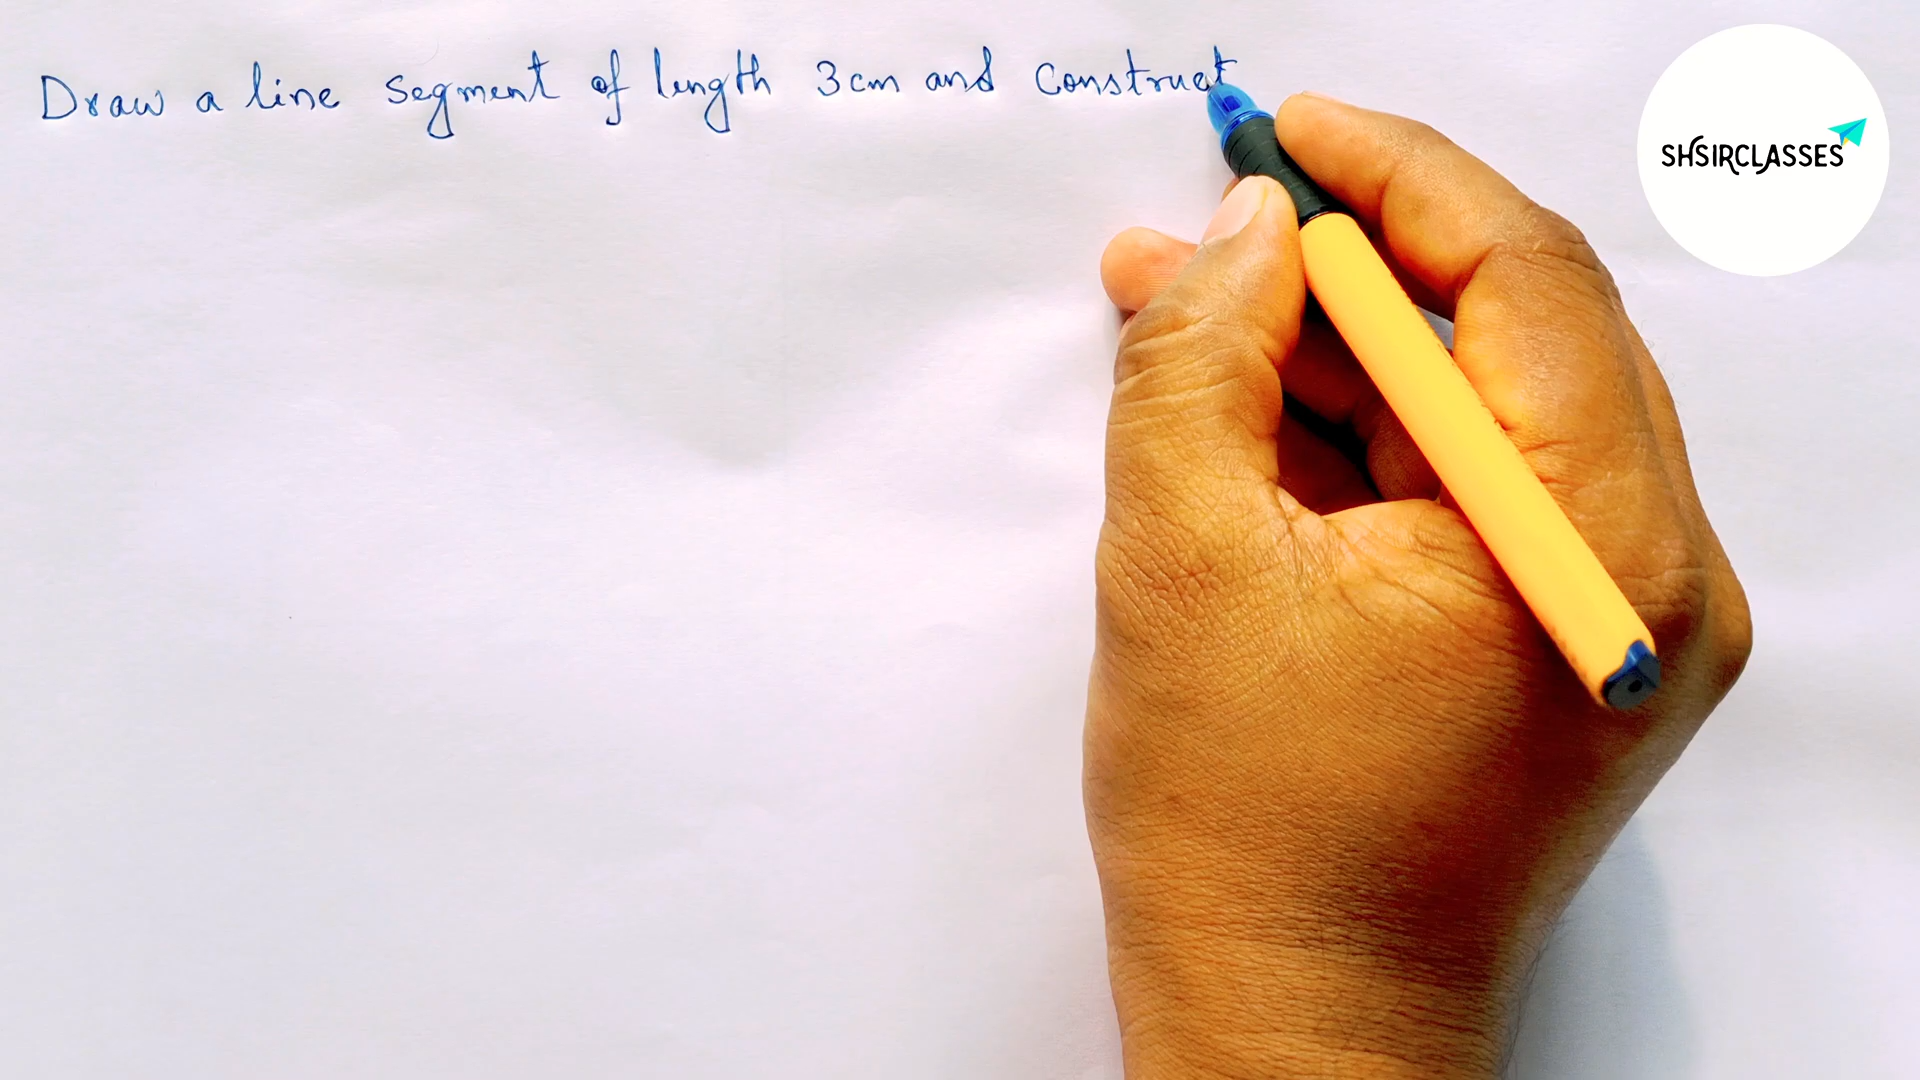 Draw a line segment of length 3cm and construct
SHSIRCLASSES